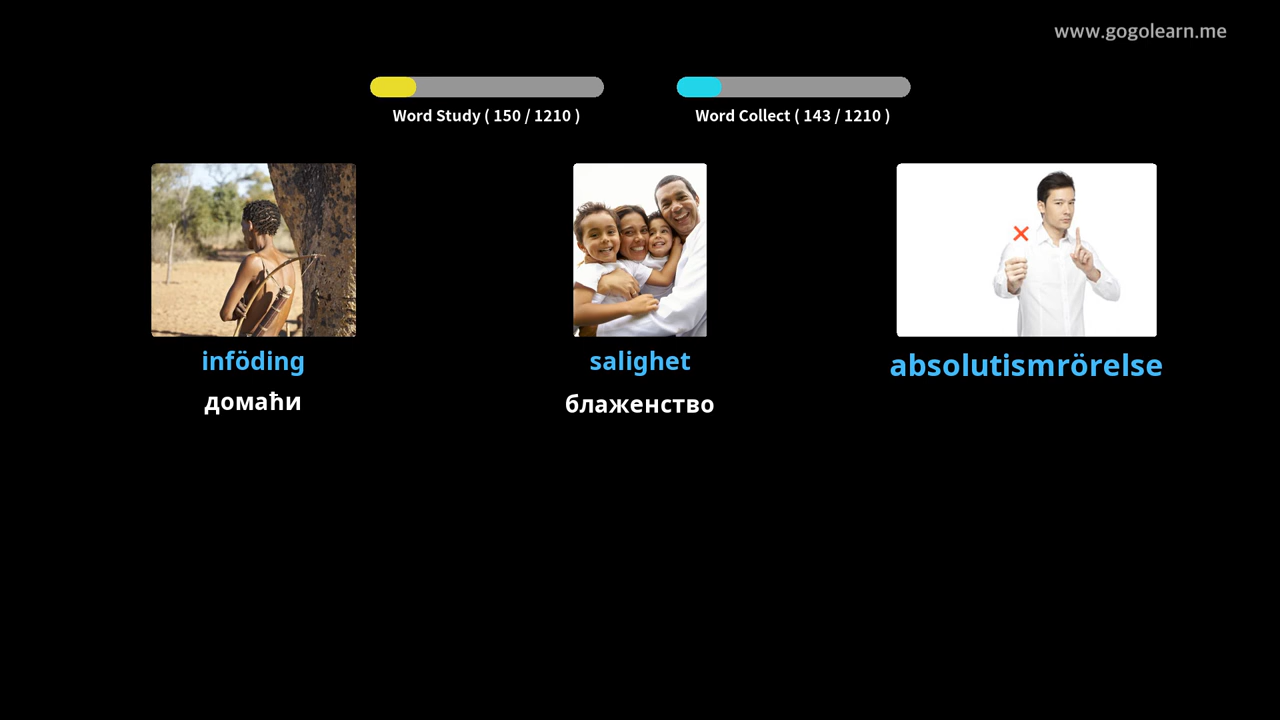 www.gogolearn.me
Word Study ( 150 / 1210 )
Word Collect ( 143 / 1210 )
inföding
salighet
absolutismrörelse
домаћи
блаженство